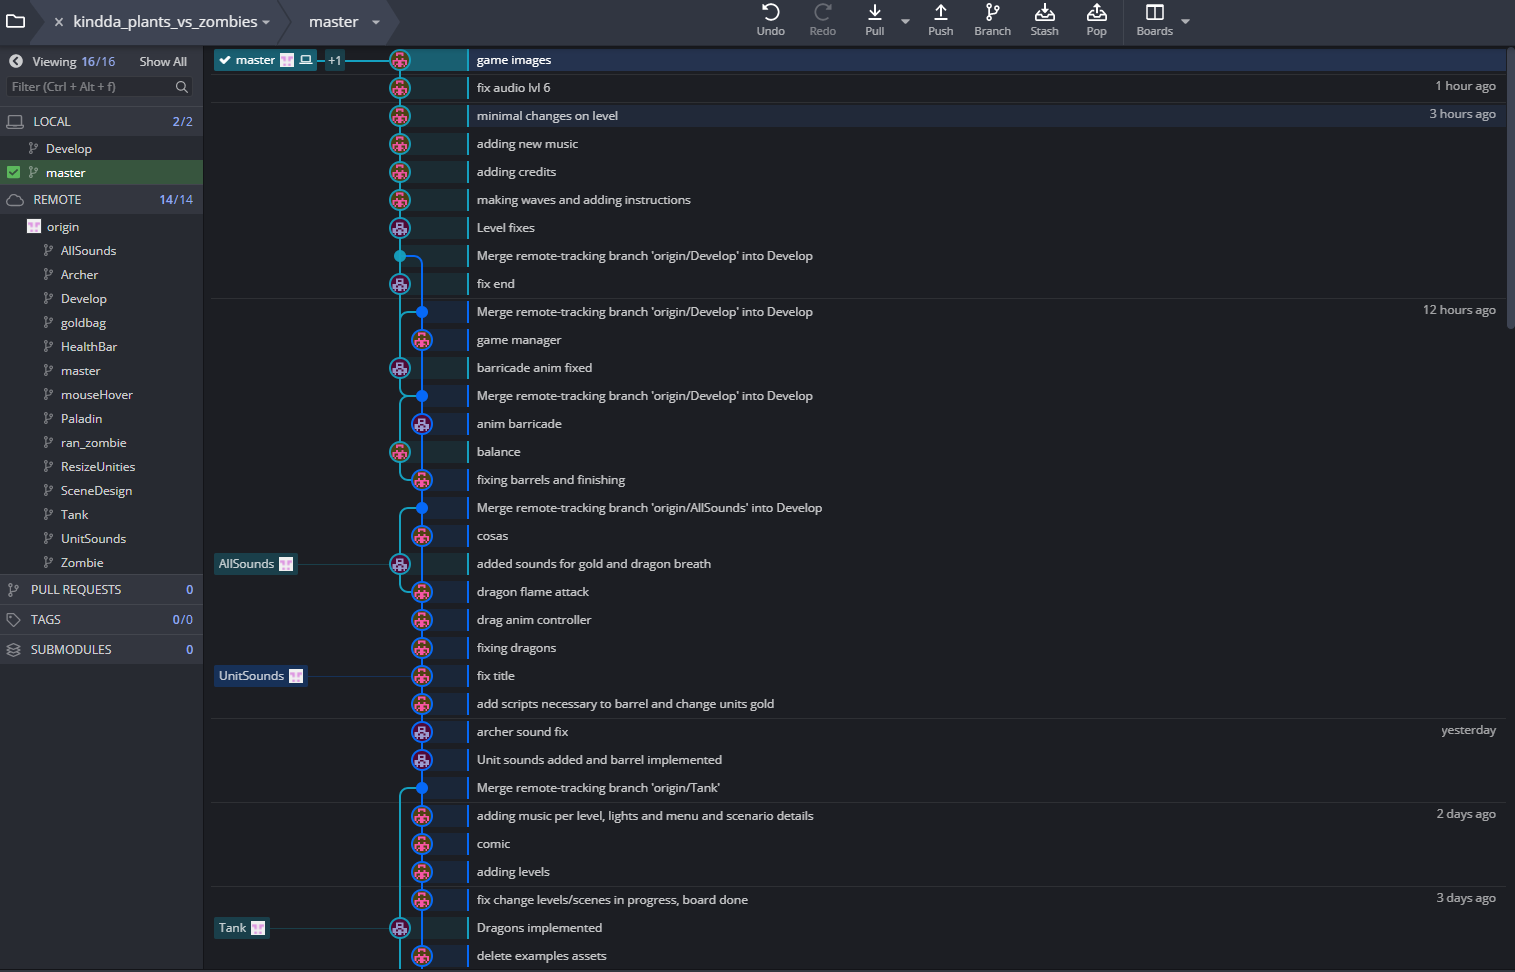 kindda_plants_vs_zombies
master
Undo
Redo
Pull
Push
Branch
Stash
Pop
Boards
Viewing 16/16
Show All
Filter (Ctrl + Alt + f)
LOCAL
2/2
Develop
master
REMOTE
14/14
origin
AllSounds
Archer
Develop
goldbag
HealthBar
master
mouseHover
Paladin
ran_zombie
ResizeUnities
SceneDesign
Tank
UnitSounds
Zombie
PULL REQUESTS
0
TAGS
0/0
SUBMODULES
0
master
+1
game images
fix audio lvl 6
1 hour ago
minimal changes on level
3 hours ago
adding new music
adding credits
making waves and adding instructions
Level fixes
Merge remote-tracking branch 'origin/Develop' into Develop
fix end
Merge remote-tracking branch 'origin/Develop' into Develop
12 hours ago
game manager
barricade anim fixed
Merge remote-tracking branch 'origin/Develop' into Develop
anim barricade
balance
fixing barrels and finishing
Merge remote-tracking branch 'origin/AllSounds' into Develop
cosas
AllSounds
added sounds for gold and dragon breath
dragon flame attack
drag anim controller
fixing dragons
UnitSounds
fix title
add scripts necessary to barrel and change units gold
archer sound fix
yesterday
Unit sounds added and barrel implemented
Merge remote-tracking branch 'origin/Tank'
adding music per level, lights and menu and scenario details
2 days ago
comic
adding levels
fix change levels/scenes in progress, board done
3 days ago
Tank
Dragons implemented
delete examples assets